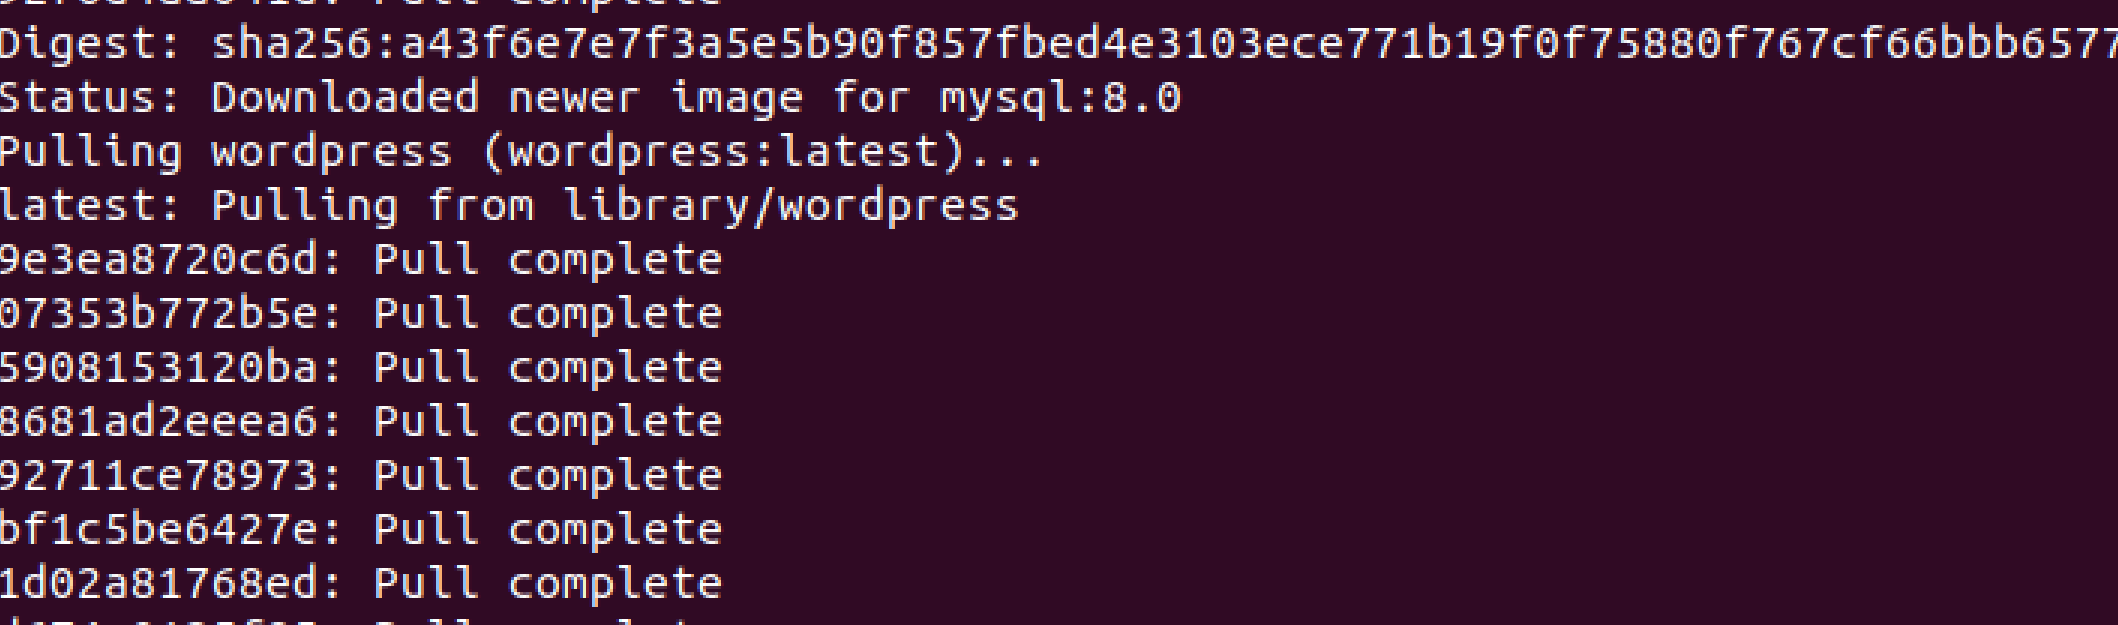 Digest: sha256:a43f6e7e7f3a5e5b90f857fbed4e3103ece771b19f0f75880f767cf66bbb6577
Status: Downloaded newer image for mysql:8.0
Pulling wordpress (wordpress:latest)...
latest: Pulling from library/wordpress
9e3ea8720c6d: Pull complete
07353b772b5e: Pull complete
5908153120ba: Pull complete
8681ad2eeea6: Pull complete
92711ce78973: Pull complete
bf1c5be6427e: Pull complete
1d02a81768ed: Pull complete
Pull complete